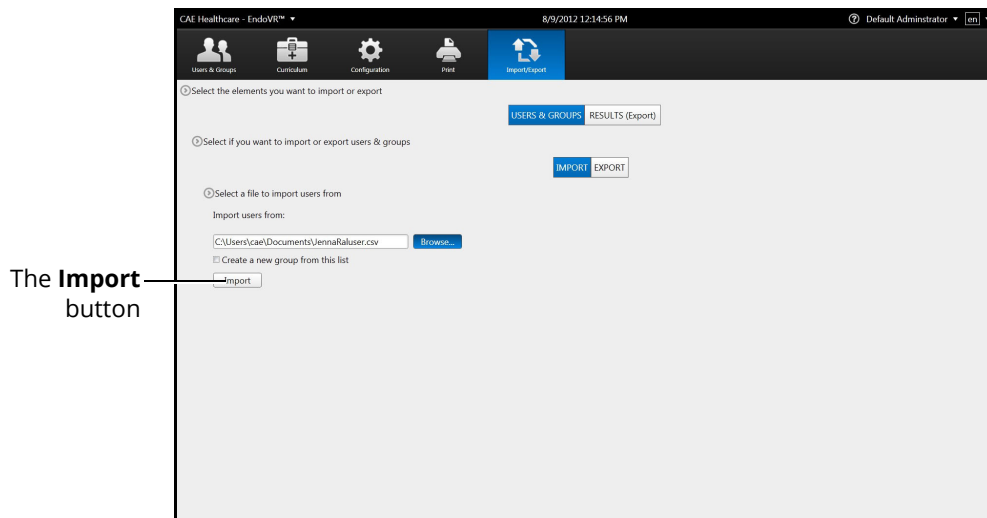 CAE Healthcare - EndoVR™ 8/9/2012 12:14:56 PM Default Adminstrator en
Users & Groups Curriculum Configuration Print Import/Export
Select the elements you want to import or export
USERS & GROUPS RESULTS (Export)
Select if you want to import or export users & groups
IMPORT EXPORT
Select a file to import users from
Import users from:
C:\Users\cae\Documents\JennaRaluser.csv Browse...
Create a new group from this list
The Import
button
Import